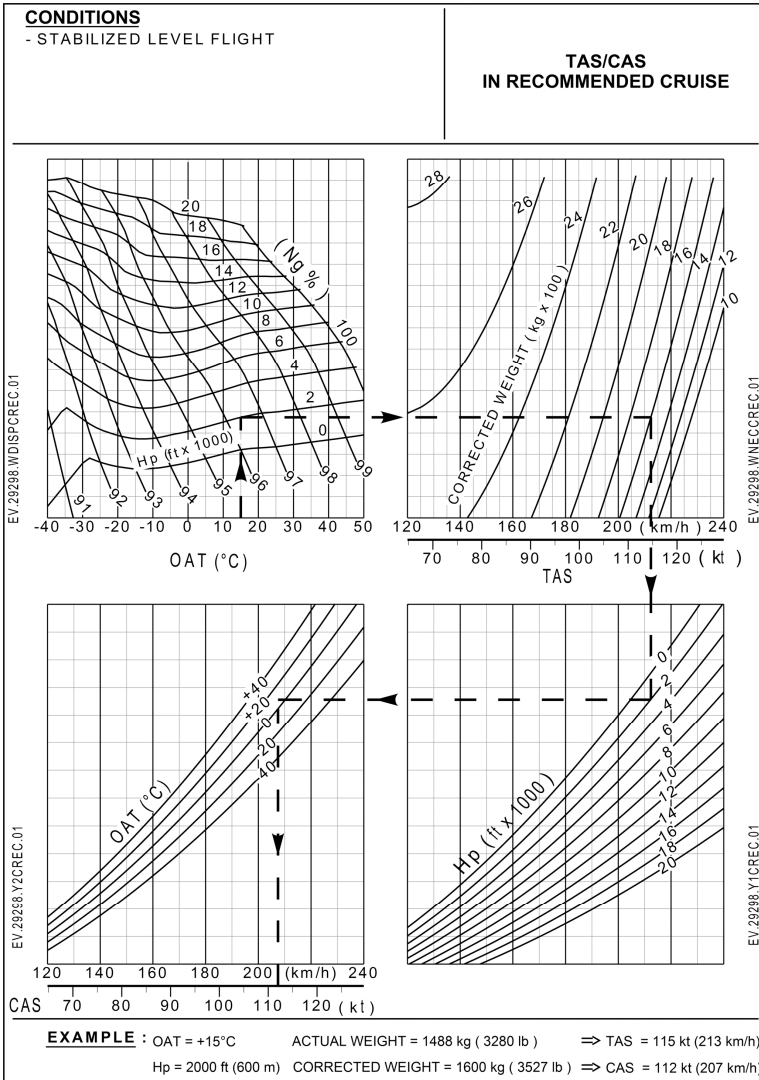 CONDITIONS
- STABILIZED LEVEL FLIGHT
TAS/CAS
IN RECOMMENDED CRUISE
EV.29298.WDISPCREC.01
20
18
16
14
12
10
8
6
4
2
0
( Ng % )
100
Hp (ft x 1000)
91
92
93
94
95
96
97
98
99
-40 -30 -20 -10 0 10 20 30 40 50
OAT (°C)
28
26
24
22
20
18
16
14
12
10
CORRECTED WEIGHT ( kg x 100 )
120 140 160 180 200 ( km/h ) 240
70 80 90 100 110 120 ( kt )
TAS
EV.29298.WNECCREC.01
EV.29298.Y2CREC.01
+40
+20
0
20
40
OAT (°C)
120 140 160 180 200 (km/h) 240
CAS 70 80 90 100 110 120 ( kt )
0
2
4
6
8
10
12
14
16
18
20
Hp (ft x 1000)
EV.29298.Y1CREC.01
EXAMPLE : OAT = +15°C ACTUAL WEIGHT = 1488 kg ( 3280 lb ) => TAS = 115 kt (213 km/h)
Hp = 2000 ft (600 m) CORRECTED WEIGHT = 1600 kg ( 3527 lb ) => CAS = 112 kt (207 km/h)